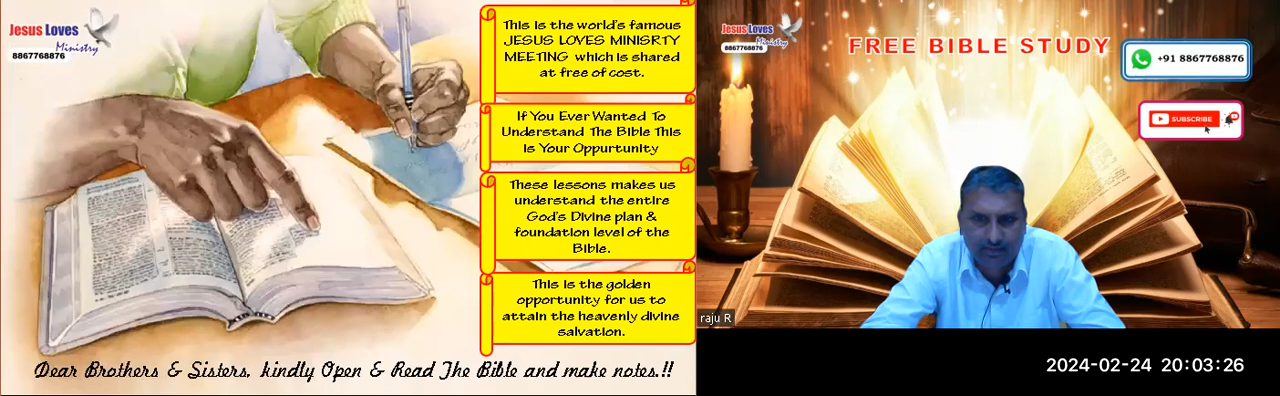 Jesus Loves
Ministry
8867768876
This is the world's famous
JESUS LOVES MINISRTY
MEETING which is shared
at free of cost.
If You Ever Wanted To
Understand The Bible This
Is Your Oppurtunity
These lessons makes us
understand the entire
God's Divine plan &
foundation level of the
Bible.
This is the golden
opportunity for us to
attain the heavenly divine
salvation.
Dear Brothers & Sisters, kindly Open & Read The Bible and make notes.!!
Jesus Loves
Ministry
8867768876
FREE BIBLE STUDY
+91 8867768876
SUBSCRIBE
raju R
2024-02-24 20:03:26